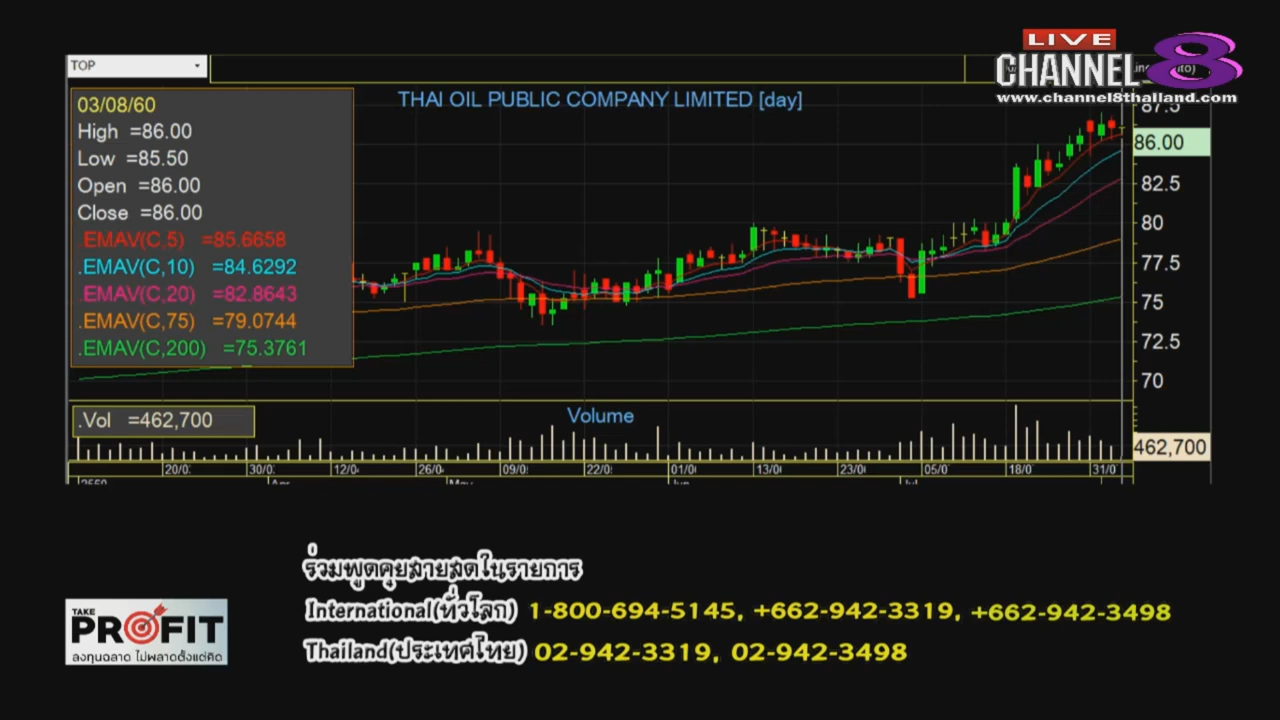 LIVE
CHANNEL 8
www.channel8thailand.com
TOP
THAI OIL PUBLIC COMPANY LIMITED [day]
03/08/60
High =86.00
Low =85.50
Open =86.00
Close =86.00
.EMAV(C,5) =85.6658
.EMAV(C,10) =84.6292
.EMAV(C,20) =82.8643
.EMAV(C,75) =79.0744
.EMAV(C,200) =75.3761
87.5
86.00
82.5
80
77.5
75
72.5
70
.Vol =462,700
Volume
462,700
20/0 30/0 12/0 26/0 09/0 22/0 01/0 13/0 23/0 05/0 18/0 31/0
2560 Apr May Jun Jul
ร่วมพูดคุยสายสดในรายการ
International(ทั่วโลก) 1-800-694-5145, +662-942-3319, +662-942-3498
Thailand(ประเทศไทย) 02-942-3319, 02-942-3498
TAKE
PROFIT
ลงทุนฉลาด ไม่พลาดตั้งแต่คิด